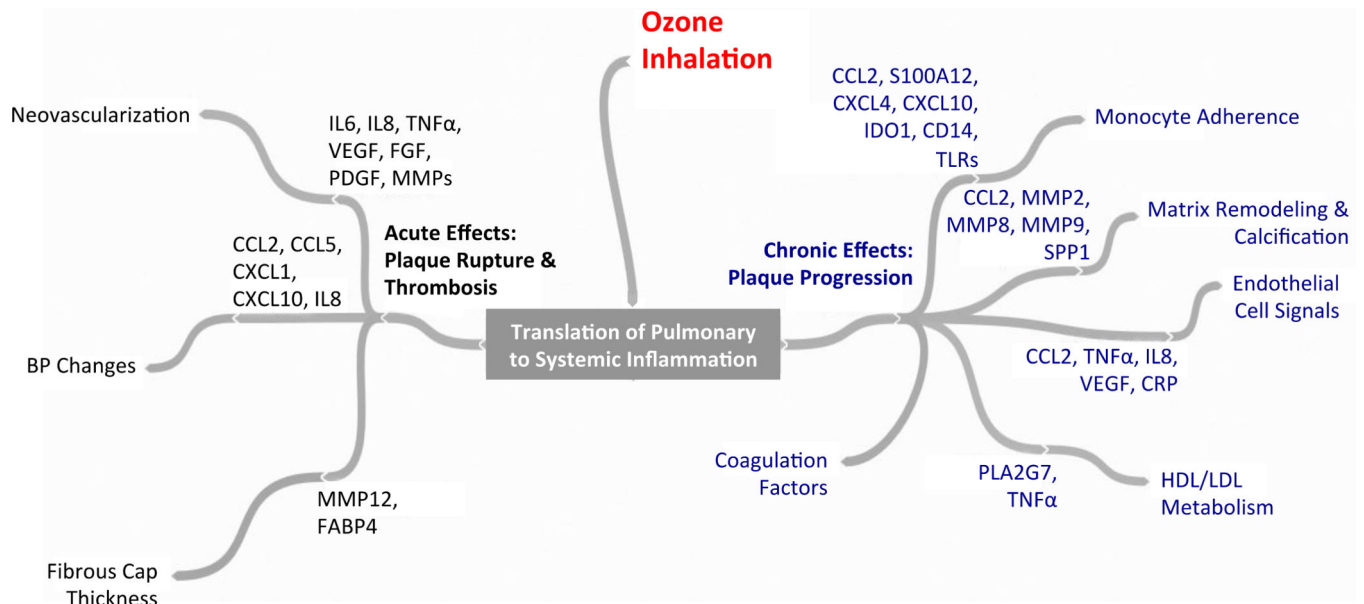 Ozone
Inhalation
Neovascularization
IL6, IL8, TNFα,
VEGF, FGF,
PDGF, MMPs
Acute Effects:
Plaque Rupture &
Thrombosis
CCL2, CCL5,
CXCL1,
CXCL10, IL8
BP Changes
MMP12,
FABP4
Fibrous Cap
Thickness
Translation of Pulmonary
to Systemic Inflammation
Chronic Effects:
Plaque Progression
CCL2, S100A12,
CXCL4, CXCL10,
IDO1, CD14,
TLRs
Monocyte Adherence
CCL2, MMP2,
MMP8, MMP9,
SPP1
Matrix Remodeling &
Calcification
Endothelial
Cell Signals
CCL2, TNFα, IL8,
VEGF, CRP
Coagulation
Factors
PLA2G7,
TNFα
HDL/LDL
Metabolism